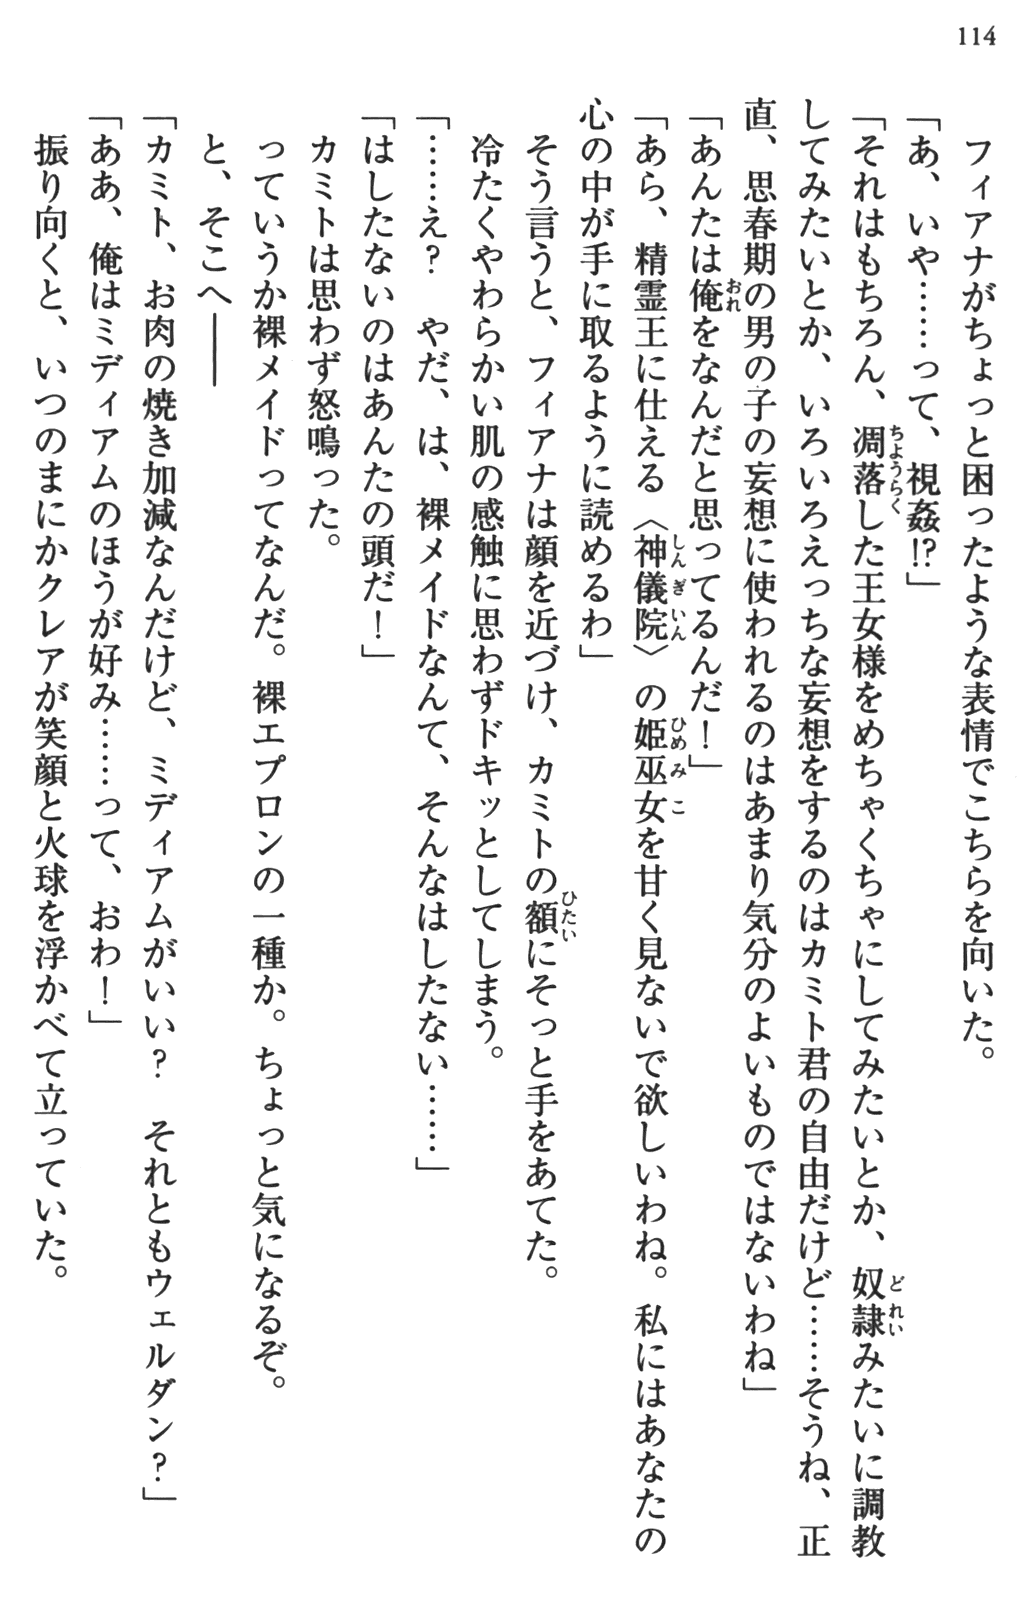 114
フィアナがちょっと困ったような表情でこちらを向いた。
「あ、いや……って、視姦!?」
「それはもちろん、凋落した王女様をめちゃくちゃにしてみたいとか、奴隷みたいに調教
してみたいとか、いろいろえっちな妄想をするのはカミト君の自由だけど……そうね、正
直、思春期の男の子の妄想に使われるのはあまり気分のよいものではないわね」
「あんたは俺をなんだと思ってるんだ！」
「あら、精霊王に仕える〈神儀院〉の姫巫女を甘く見ないで欲しいわね。私にはあなたの
心の中が手に取るように読めるわ」
そう言うと、フィアナは顔を近づけ、カミトの額にそっと手をあてた。
冷たくやわらかい肌の感触に思わずドキッとしてしまう。
「……え？　やだ、は、裸メイドなんて、そんなはしたない……」
「はしたないのはあんたの頭だ！」
カミトは思わず怒鳴った。
っていうか裸メイドってなんだ。裸エプロンの一種か。ちょっと気になるぞ。
と、そこへ――
「カミト、お肉の焼き加減なんだけど、ミディアムがいい？　それともウェルダン？」
「ああ、俺はミディアムのほうが好み……って、おわ！」
振り向くと、いつのまにかクレアが笑顔と火球を浮かべて立っていた。